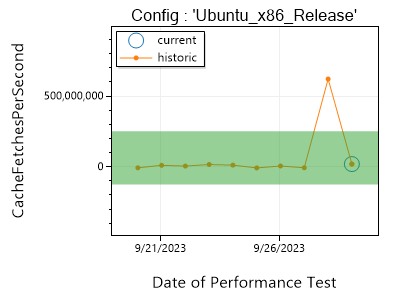 Config : 'Ubuntu_x86_Release'
current
historic
CacheFetchesPerSecond
500,000,000
0
9/21/2023
9/26/2023
Date of Performance Test